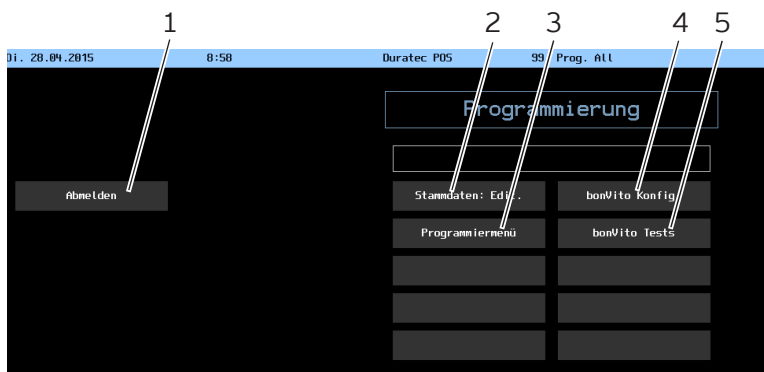 1 2 3 4 5
Di. 28.04.2015 8:58 Duratec POS 99 Prog. All
Programmierung
Abmelden Stammdaten: Edit. bonVito Konfig
Programmiermenü bonVito Tests